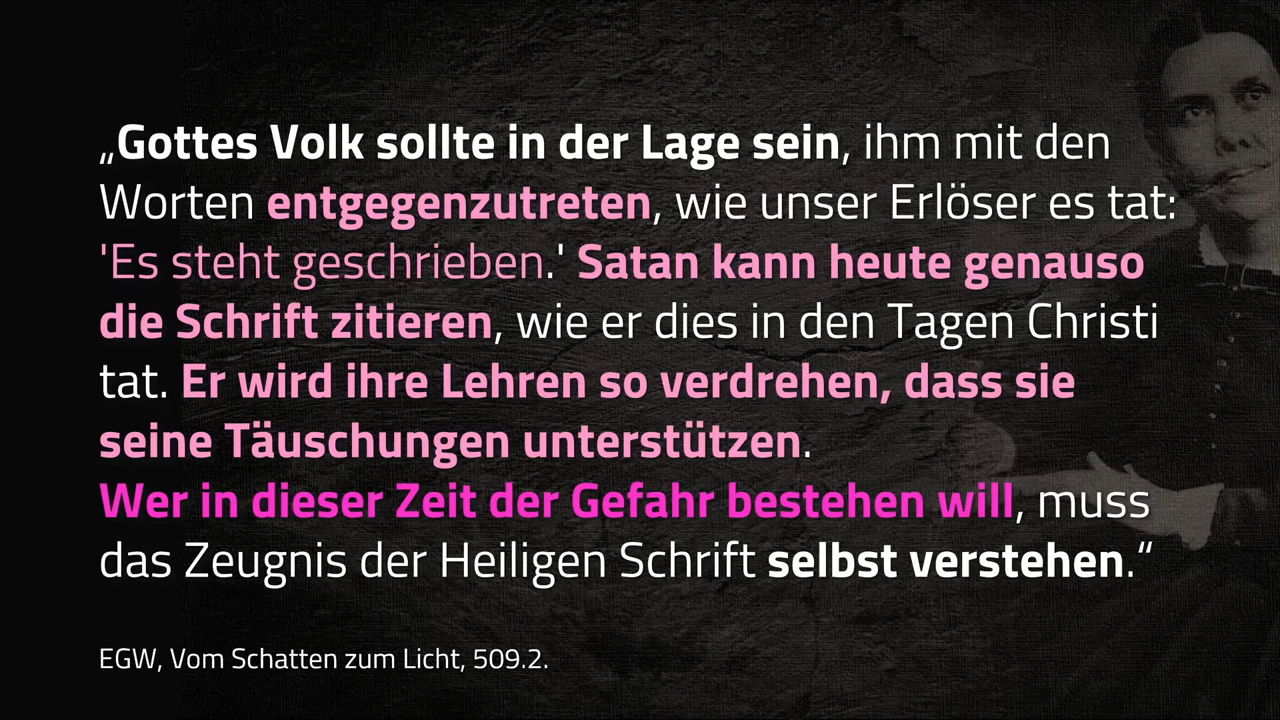 „Gottes Volk sollte in der Lage sein, ihm mit den
Worten entgegenzutreten, wie unser Erlöser es tat:
'Es steht geschrieben.' Satan kann heute genauso
die Schrift zitieren, wie er dies in den Tagen Christi
tat. Er wird ihre Lehren so verdrehen, dass sie
seine Täuschungen unterstützen.
Wer in dieser Zeit der Gefahr bestehen will, muss
das Zeugnis der Heiligen Schrift selbst verstehen.“
EGW, Vom Schatten zum Licht, 509.2.